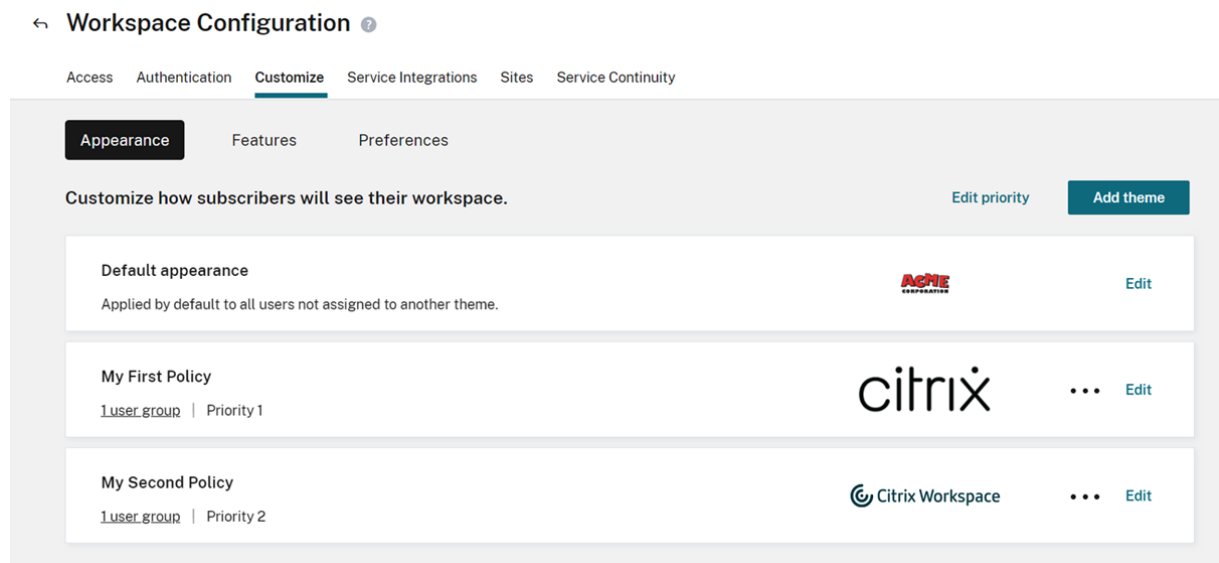 Workspace Configuration ?
Access Authentication Customize Service Integrations Sites Service Continuity
Appearance Features Preferences
Customize how subscribers will see their workspace. Edit priority Add theme
Default appearance
Applied by default to all users not assigned to another theme.
ACME
CORPORATION
Edit
My First Policy
1 user group | Priority 1
citrix
... Edit
My Second Policy
1 user group | Priority 2
Citrix Workspace
... Edit